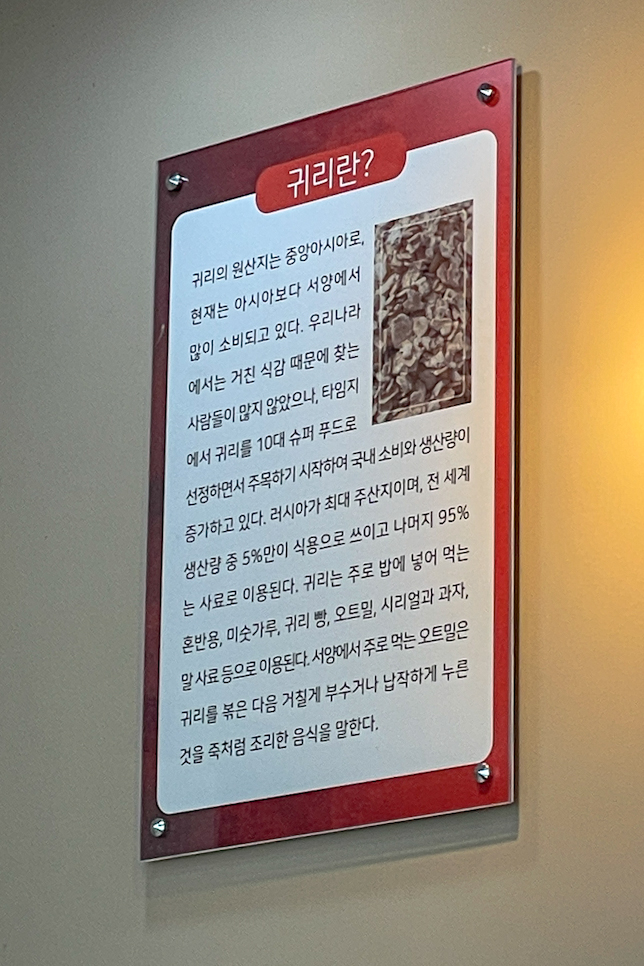 귀리란?
귀리의 원산지는 중앙아시아로,
현재는 아시아보다 서양에서
많이 소비되고 있다. 우리나라
에서는 거친 식감 때문에 찾는
사람들이 많지 않았으나, 타임지
에서 귀리를 10대 슈퍼 푸드로
선정하면서 주목하기 시작하여 국내 소비와 생산량이
증가하고 있다. 러시아가 최대 주산지이며, 전 세계
생산량 중 5%만이 식용으로 쓰이고 나머지 95%
는 사료로 이용된다. 귀리는 주로 밥에 넣어 먹는
혼반용, 미숫가루, 귀리 빵, 오트밀, 시리얼과 과자,
말 사료 등으로 이용된다. 서양에서 주로 먹는 오트밀은
귀리를 볶은 다음 거칠게 부수거나 납작하게 누른
것을 죽처럼 조리한 음식을 말한다.